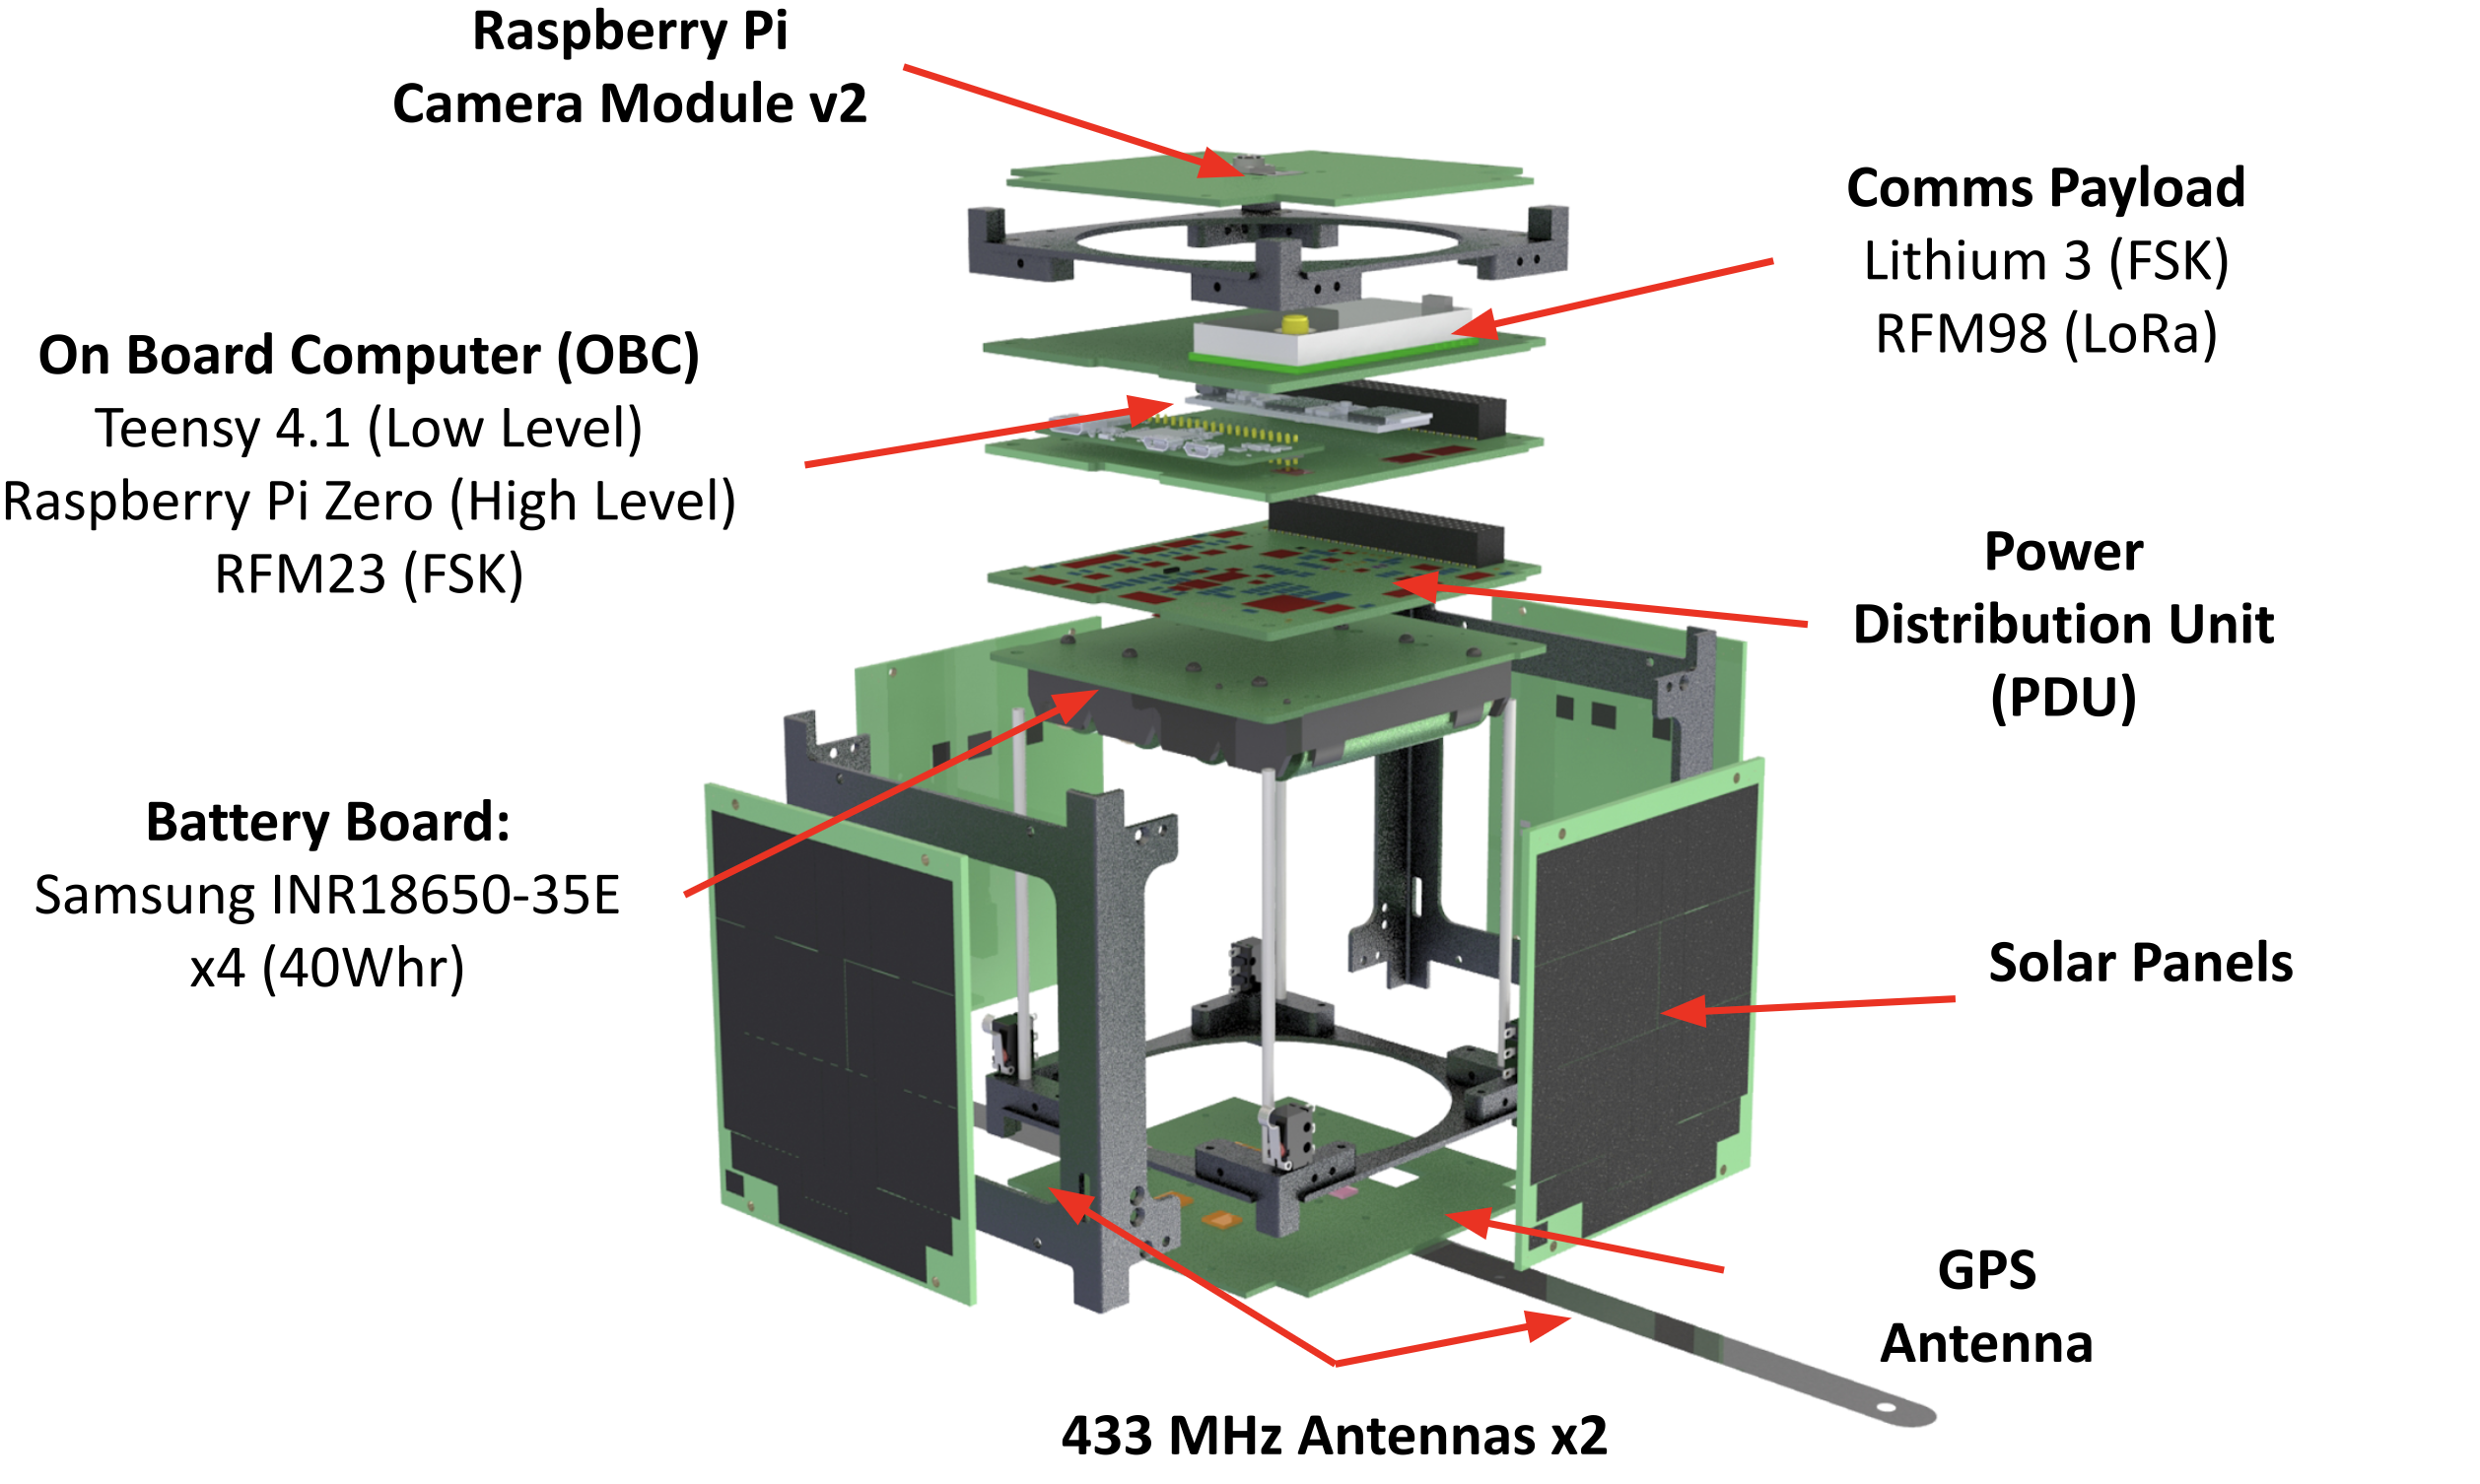 Raspberry Pi
Camera Module v2
Comms Payload
Lithium 3 (FSK)
RFM98 (LoRa)
On Board Computer (OBC)
Teensy 4.1 (Low Level)
Raspberry Pi Zero (High Level)
RFM23 (FSK)
Power
Distribution Unit
(PDU)
Battery Board:
Samsung INR18650-35E
x4 (40Whr)
Solar Panels
GPS
Antenna
433 MHz Antennas x2